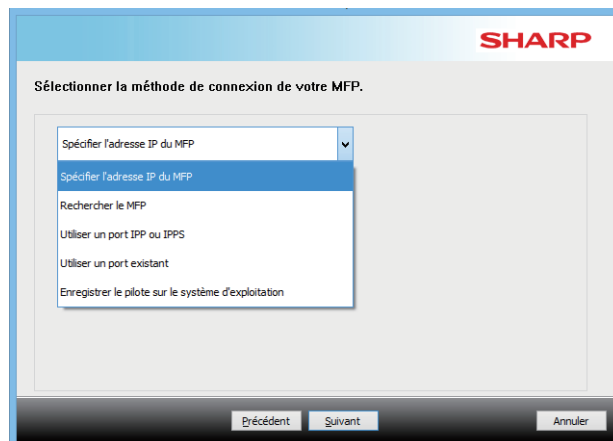 SHARP
Sélectionner la méthode de connexion de votre MFP.
Spécifier l'adresse IP du MFP
Spécifier l'adresse IP du MFP
Rechercher le MFP
Utiliser un port IPP ou IPPS
Utiliser un port existant
Enregistrer le pilote sur le système d'exploitation
Précédent Suivant Annuler